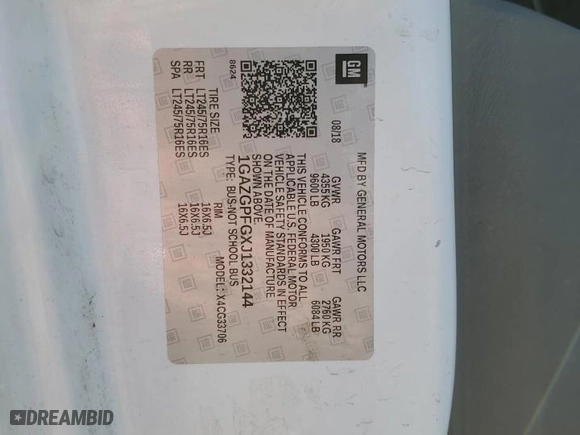 GM
MFD BY GENERAL MOTORS LLC
08/18 GVWR GAWR FRT GAWR RR
4355 KG 1950 KG 2760 KG
9600 LB 4300 LB 6084 LB
THIS VEHICLE CONFORMS TO ALL
APPLICABLE U.S. FEDERAL MOTOR
VEHICLE SAFETY STANDARDS IN EFFECT
ON THE DATE OF MANUFACTURE
SHOWN ABOVE.
8624
1GAZGPFGXJ1332144
TYPE: BUS-NOT SCHOOL BUS MODEL: X4CG33706
TIRE SIZE RIM
FRT LT245/75R16ES 16X6.5J
RR LT245/75R16ES 16X6.5J
SPA LT245/75R16ES 16X6.5J
DREAMBID